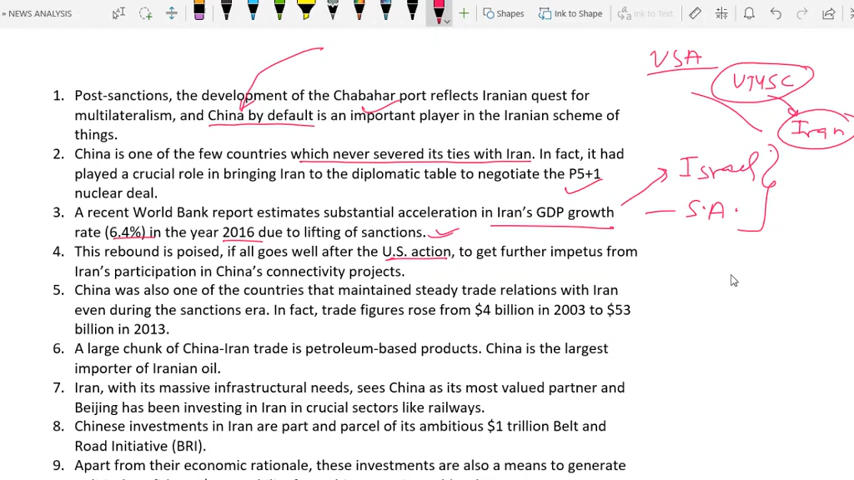 » NEWS ANALYSIS
Shapes
Ink to Shape
Ink to Text
USA
UNSC
Iran
Israel
S.A.
1. Post-sanctions, the development of the Chabahar port reflects Iranian quest for
multilateralism, and China by default is an important player in the Iranian scheme of
things.
2. China is one of the few countries which never severed its ties with Iran. In fact, it had
played a crucial role in bringing Iran to the diplomatic table to negotiate the P5+1
nuclear deal.
3. A recent World Bank report estimates substantial acceleration in Iran's GDP growth
rate (6.4%) in the year 2016 due to lifting of sanctions.
4. This rebound is poised, if all goes well after the U.S. action, to get further impetus from
Iran's participation in China's connectivity projects.
5. China was also one of the countries that maintained steady trade relations with Iran
even during the sanctions era. In fact, trade figures rose from $4 billion in 2003 to $53
billion in 2013.
6. A large chunk of China-Iran trade is petroleum-based products. China is the largest
importer of Iranian oil.
7. Iran, with its massive infrastructural needs, sees China as its most valued partner and
Beijing has been investing in Iran in crucial sectors like railways.
8. Chinese investments in Iran are part and parcel of its ambitious $1 trillion Belt and
Road Initiative (BRI).
9. Apart from their economic rationale, these investments are also a means to generate